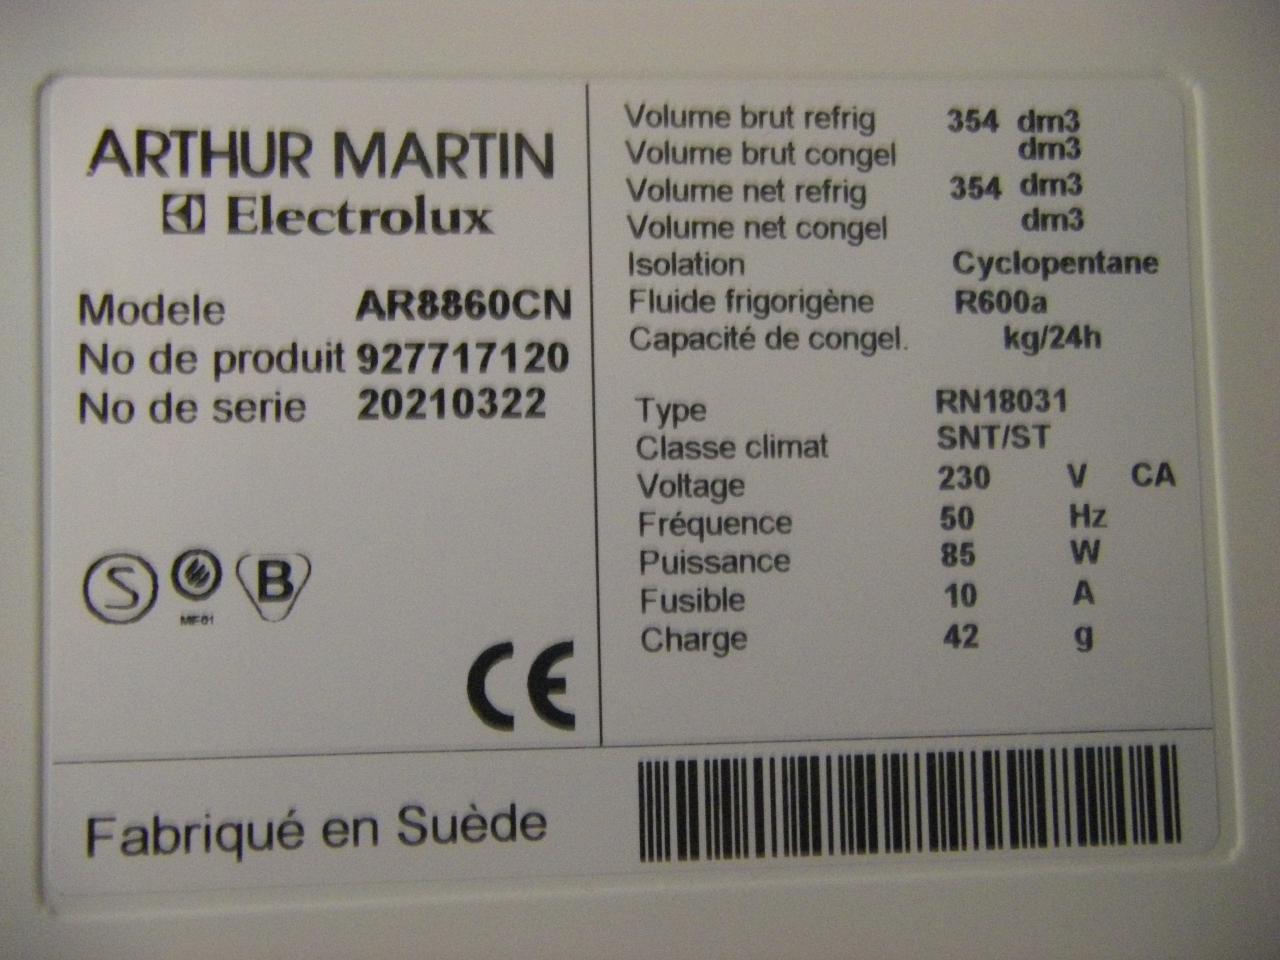 ARTHUR MARTIN
Electrolux
Modele AR8860CN
No de produit 927717120
No de serie 20210322
S
MF01
B
CE
Volume brut refrig 354 dm3
Volume brut congel dm3
Volume net refrig 354 dm3
Volume net congel dm3
Isolation Cyclopentane
Fluide frigorigène R600a
Capacité de congel. kg/24h
Type RN18031
Classe climat SNT/ST
Voltage 230 V CA
Fréquence 50 Hz
Puissance 85 W
Fusible 10 A
Charge 42 g
Fabriqué en Suède